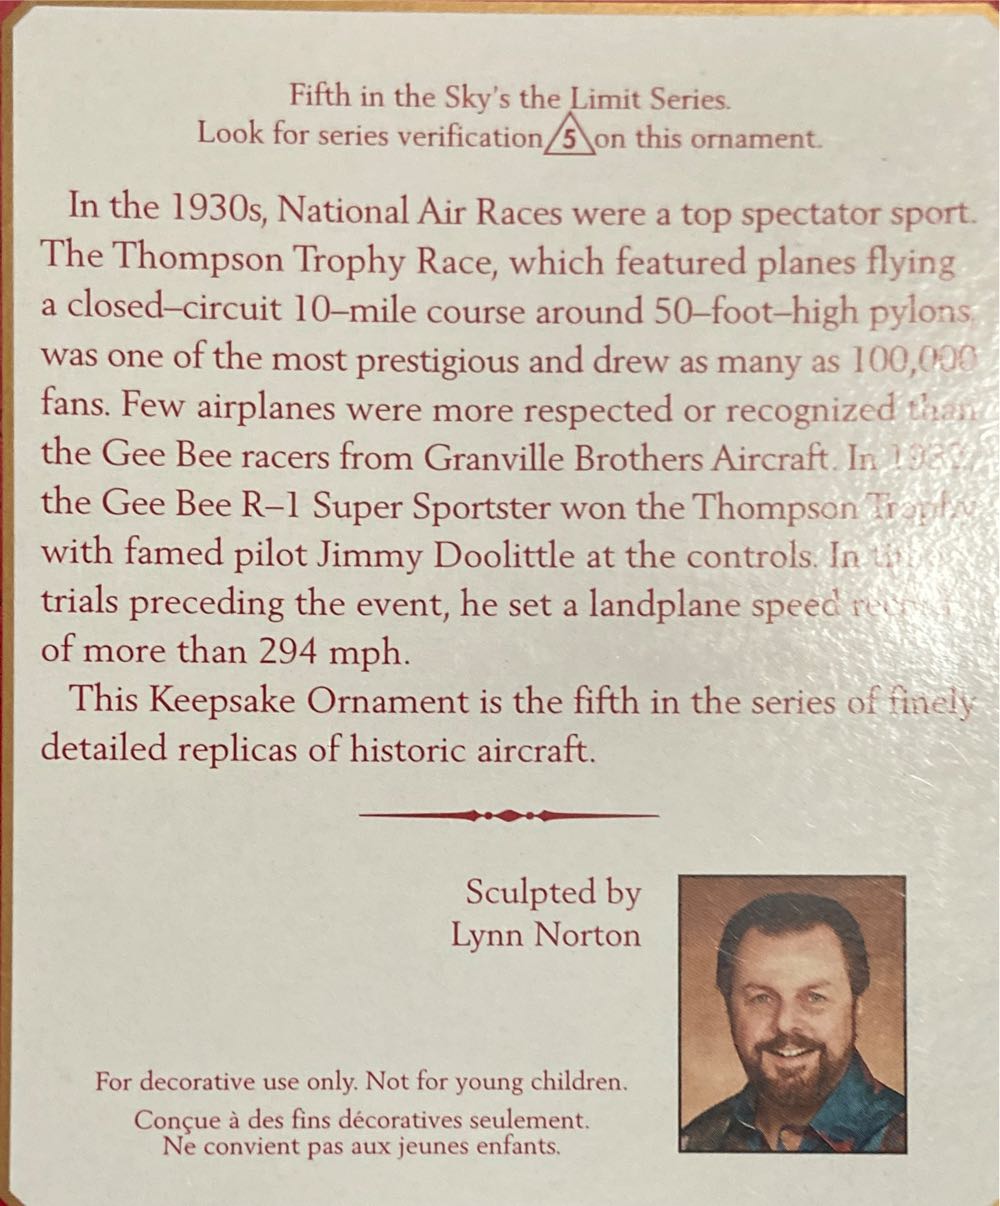 Fifth in the Sky's the Limit Series.
Look for series verification 5 on this ornament.
In the 1930s, National Air Races were a top spectator sport.
The Thompson Trophy Race, which featured planes flying
a closed–circuit 10–mile course around 50–foot–high pylons,
was one of the most prestigious and drew as many as 100,000
fans. Few airplanes were more respected or recognized than
the Gee Bee racers from Granville Brothers Aircraft. In 1932,
the Gee Bee R–1 Super Sportster won the Thompson Trophy
with famed pilot Jimmy Doolittle at the controls. In
trials preceding the event, he set a landplane speed record
of more than 294 mph.
This Keepsake Ornament is the fifth in the series of finely
detailed replicas of historic aircraft.
Sculpted by
Lynn Norton
For decorative use only. Not for young children.
Conçue à des fins décoratives seulement.
Ne convient pas aux jeunes enfants.